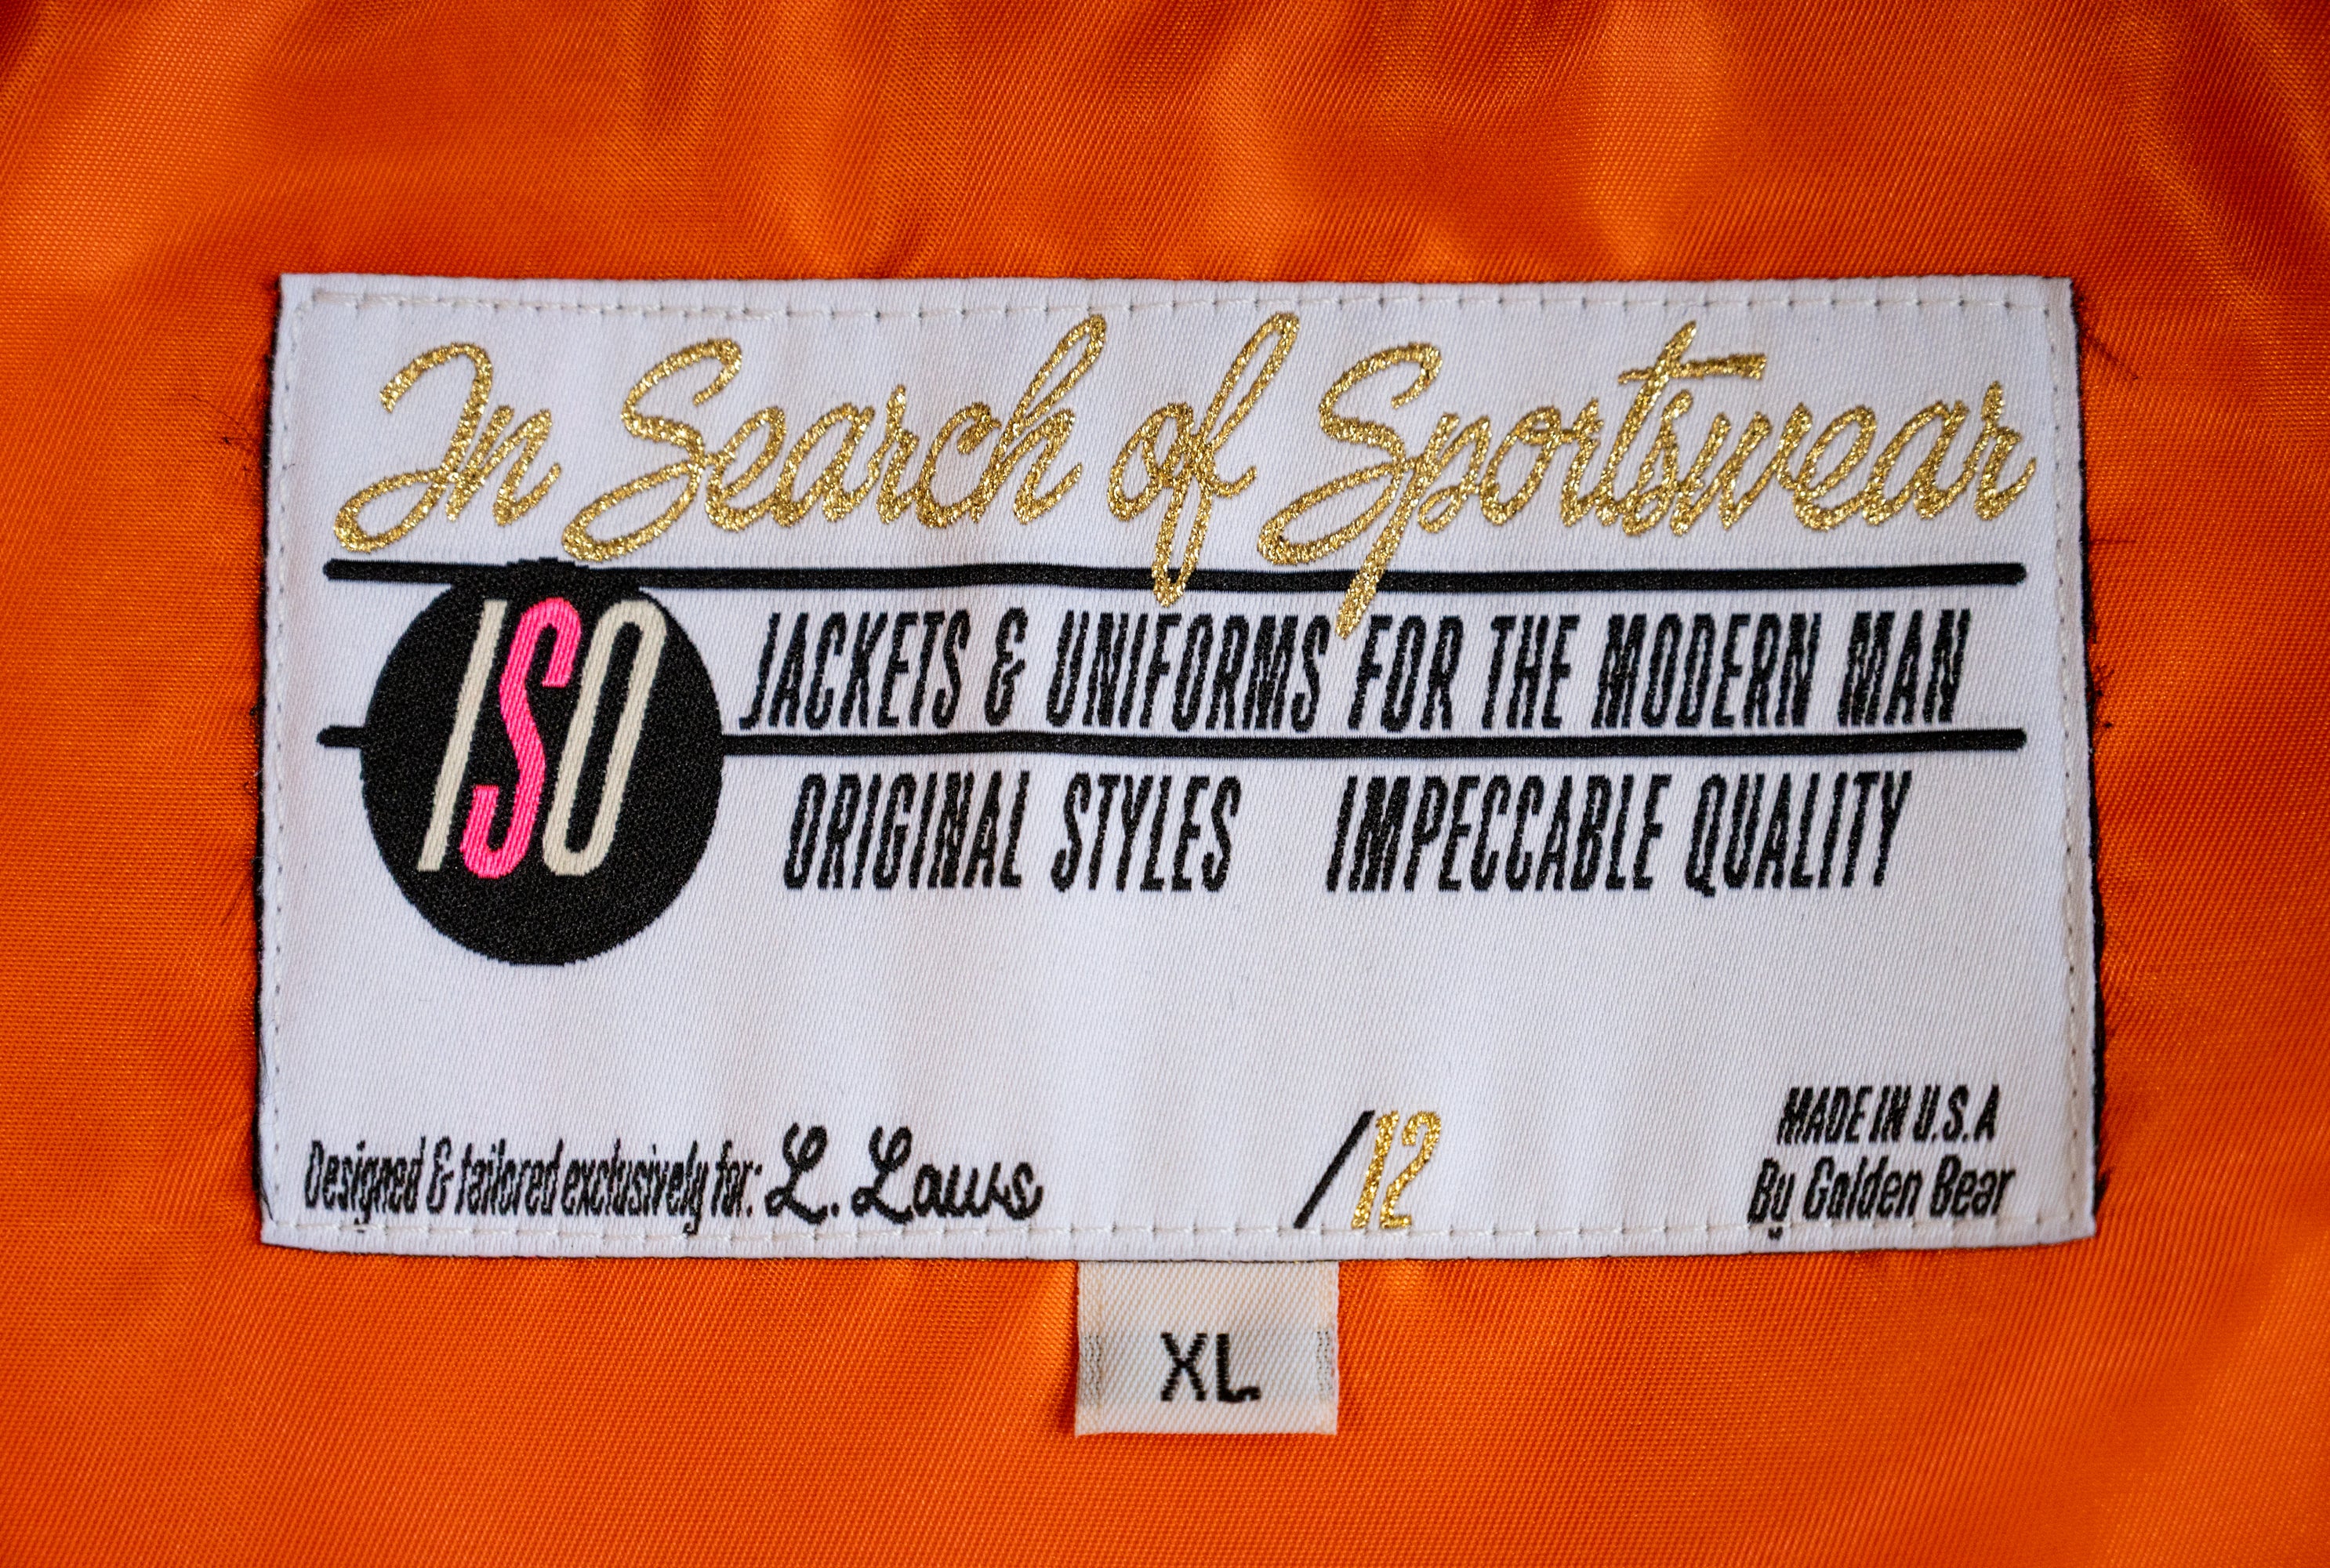 In Search of Sportswear
ISO
JACKETS & UNIFORMS FOR THE MODERN MAN
ORIGINAL STYLES IMPECCABLE QUALITY
Designed & tailored exclusively for: L. Laws
/12
MADE IN U.S.A
By Golden Bear
XL